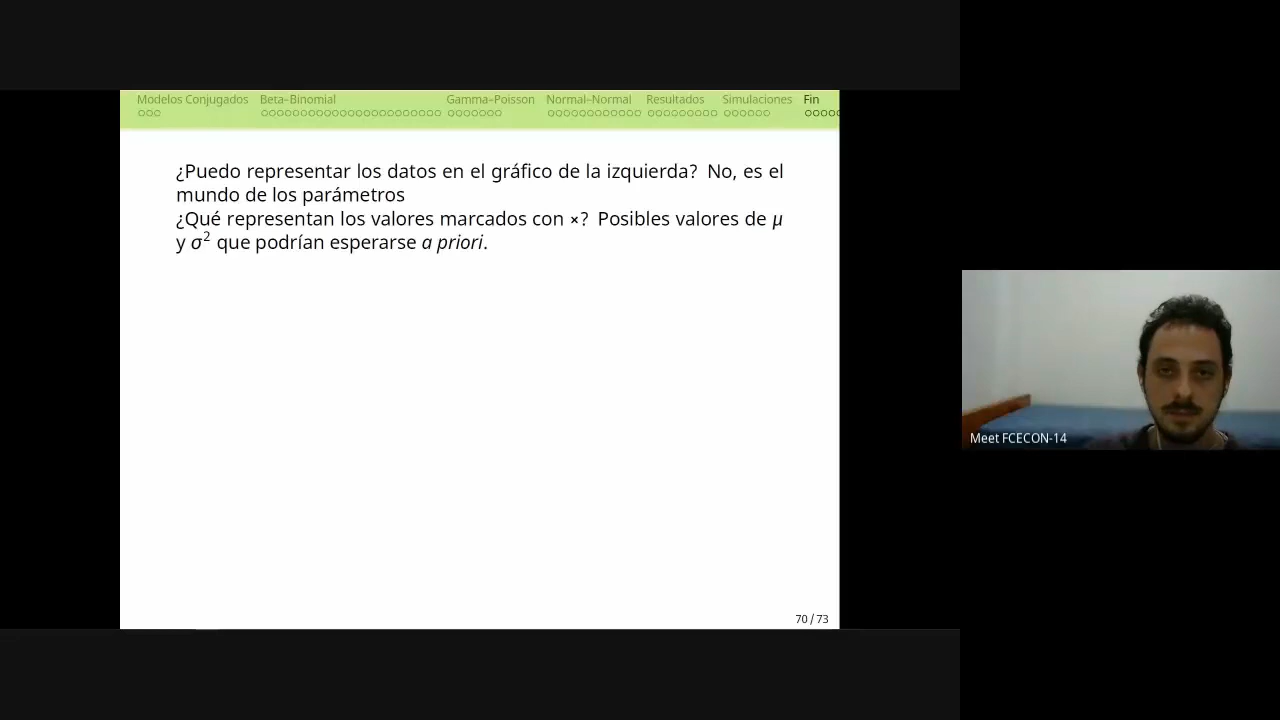 Modelos Conjugados Beta–Binomial Gamma–Poisson Normal–Normal Resultados Simulaciones Fin
¿Puedo representar los datos en el gráfico de la izquierda? No, es el
mundo de los parámetros
¿Qué representan los valores marcados con ×? Posibles valores de μ
y σ² que podrían esperarse a priori.
Meet FCECON-14
70 / 73